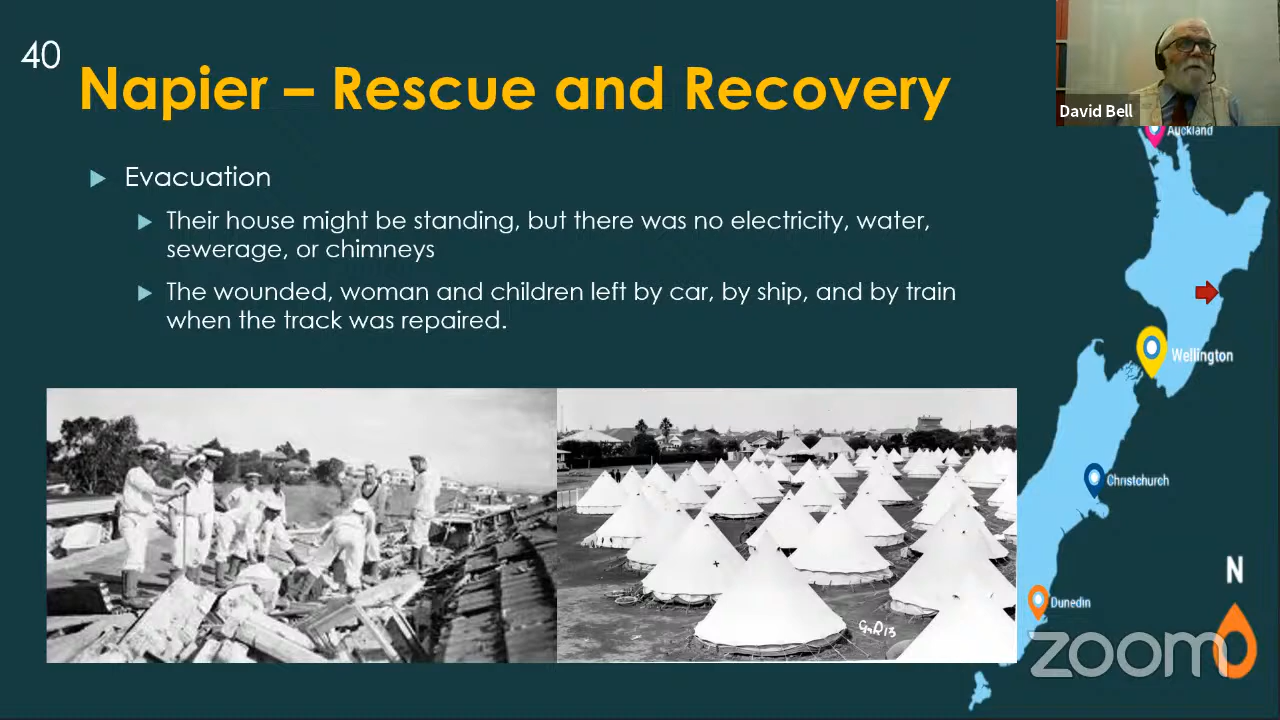 40
Napier – Rescue and Recovery
Evacuation
Their house might be standing, but there was no electricity, water,
sewerage, or chimneys
The wounded, woman and children left by car, by ship, and by train
when the track was repaired.
David Bell
Auckland
Wellington
Christchurch
Dunedin
N
zoom
GnR13